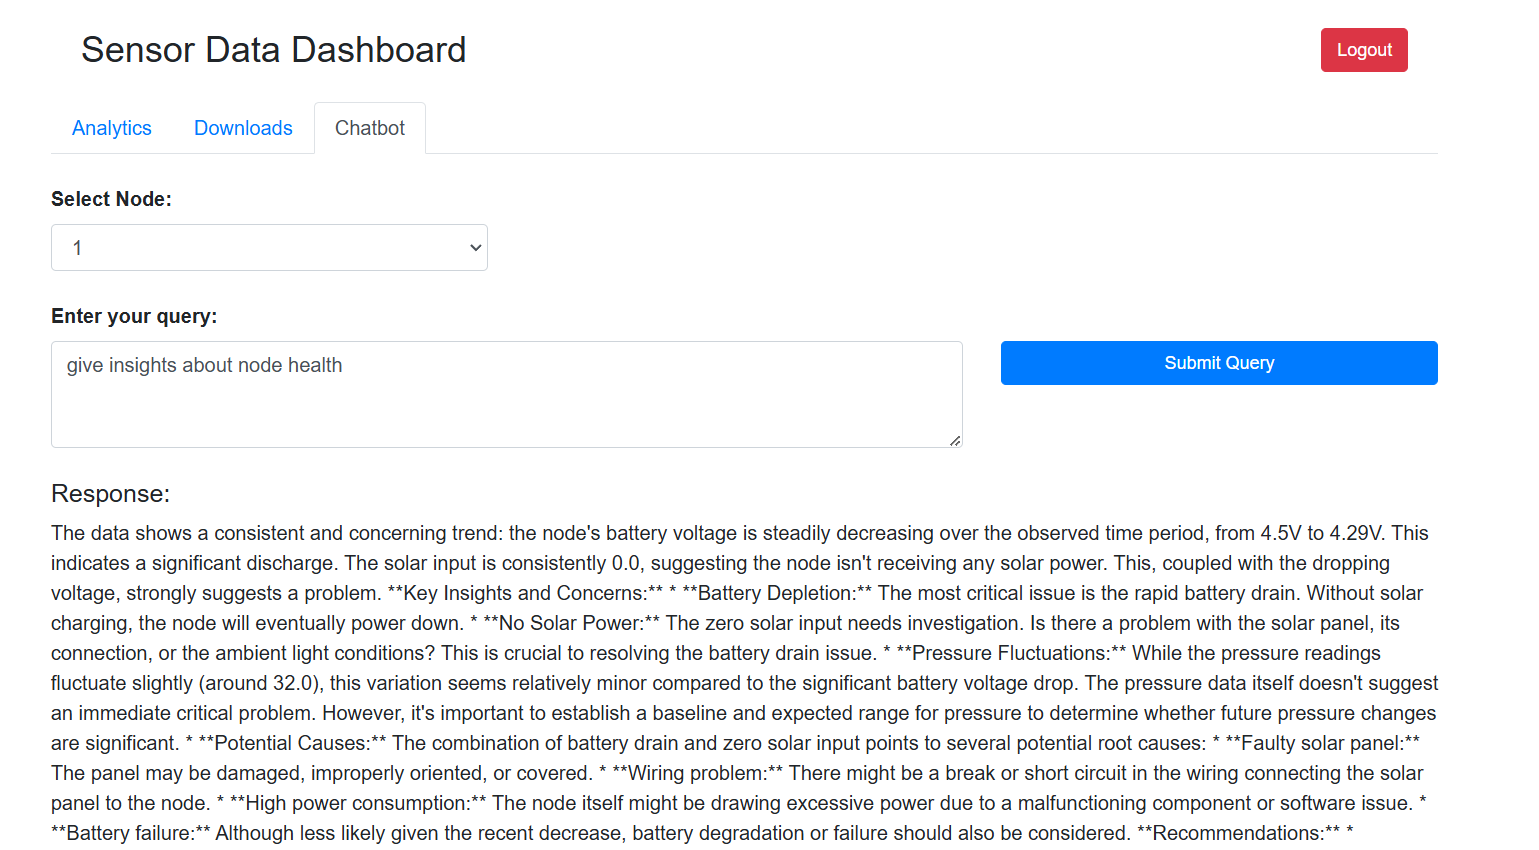 Sensor Data Dashboard
Logout
Analytics
Downloads
Chatbot
Select Node:
1
Enter your query:
give insights about node health
Submit Query
Response:
The data shows a consistent and concerning trend: the node's battery voltage is steadily decreasing over the observed time period, from 4.5V to 4.29V. This
indicates a significant discharge. The solar input is consistently 0.0, suggesting the node isn't receiving any solar power. This, coupled with the dropping
voltage, strongly suggests a problem. **Key Insights and Concerns:** * **Battery Depletion:** The most critical issue is the rapid battery drain. Without solar
charging, the node will eventually power down. * **No Solar Power:** The zero solar input needs investigation. Is there a problem with the solar panel, its
connection, or the ambient light conditions? This is crucial to resolving the battery drain issue. * **Pressure Fluctuations:** While the pressure readings
fluctuate slightly (around 32.0), this variation seems relatively minor compared to the significant battery voltage drop. The pressure data itself doesn't suggest
an immediate critical problem. However, it's important to establish a baseline and expected range for pressure to determine whether future pressure changes
are significant. * **Potential Causes:** The combination of battery drain and zero solar input points to several potential root causes: * **Faulty solar panel:**
The panel may be damaged, improperly oriented, or covered. * **Wiring problem:** There might be a break or short circuit in the wiring connecting the solar
panel to the node. * **High power consumption:** The node itself might be drawing excessive power due to a malfunctioning component or software issue. *
**Battery failure:** Although less likely given the recent decrease, battery degradation or failure should also be considered. **Recommendations:** *